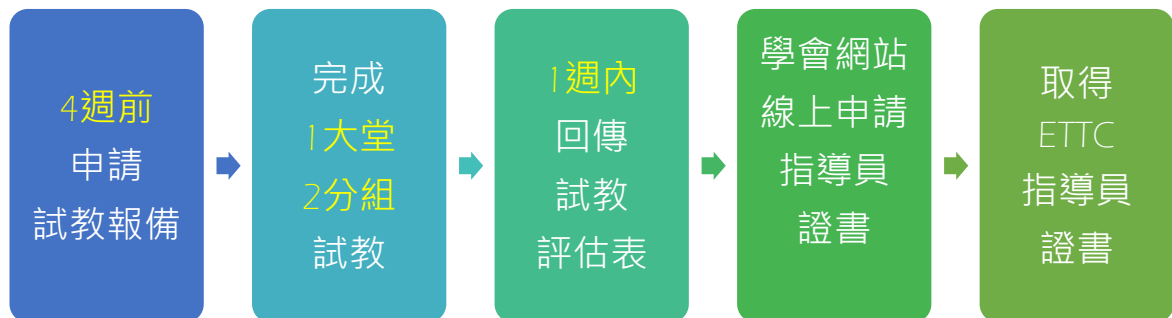 4週前
申請
試教報備
完成
1大堂
2分組
試教
1週內
回傳
試教
評估表
學會網站
線上申請
指導員
證書
取得
ETTC
指導員
證書